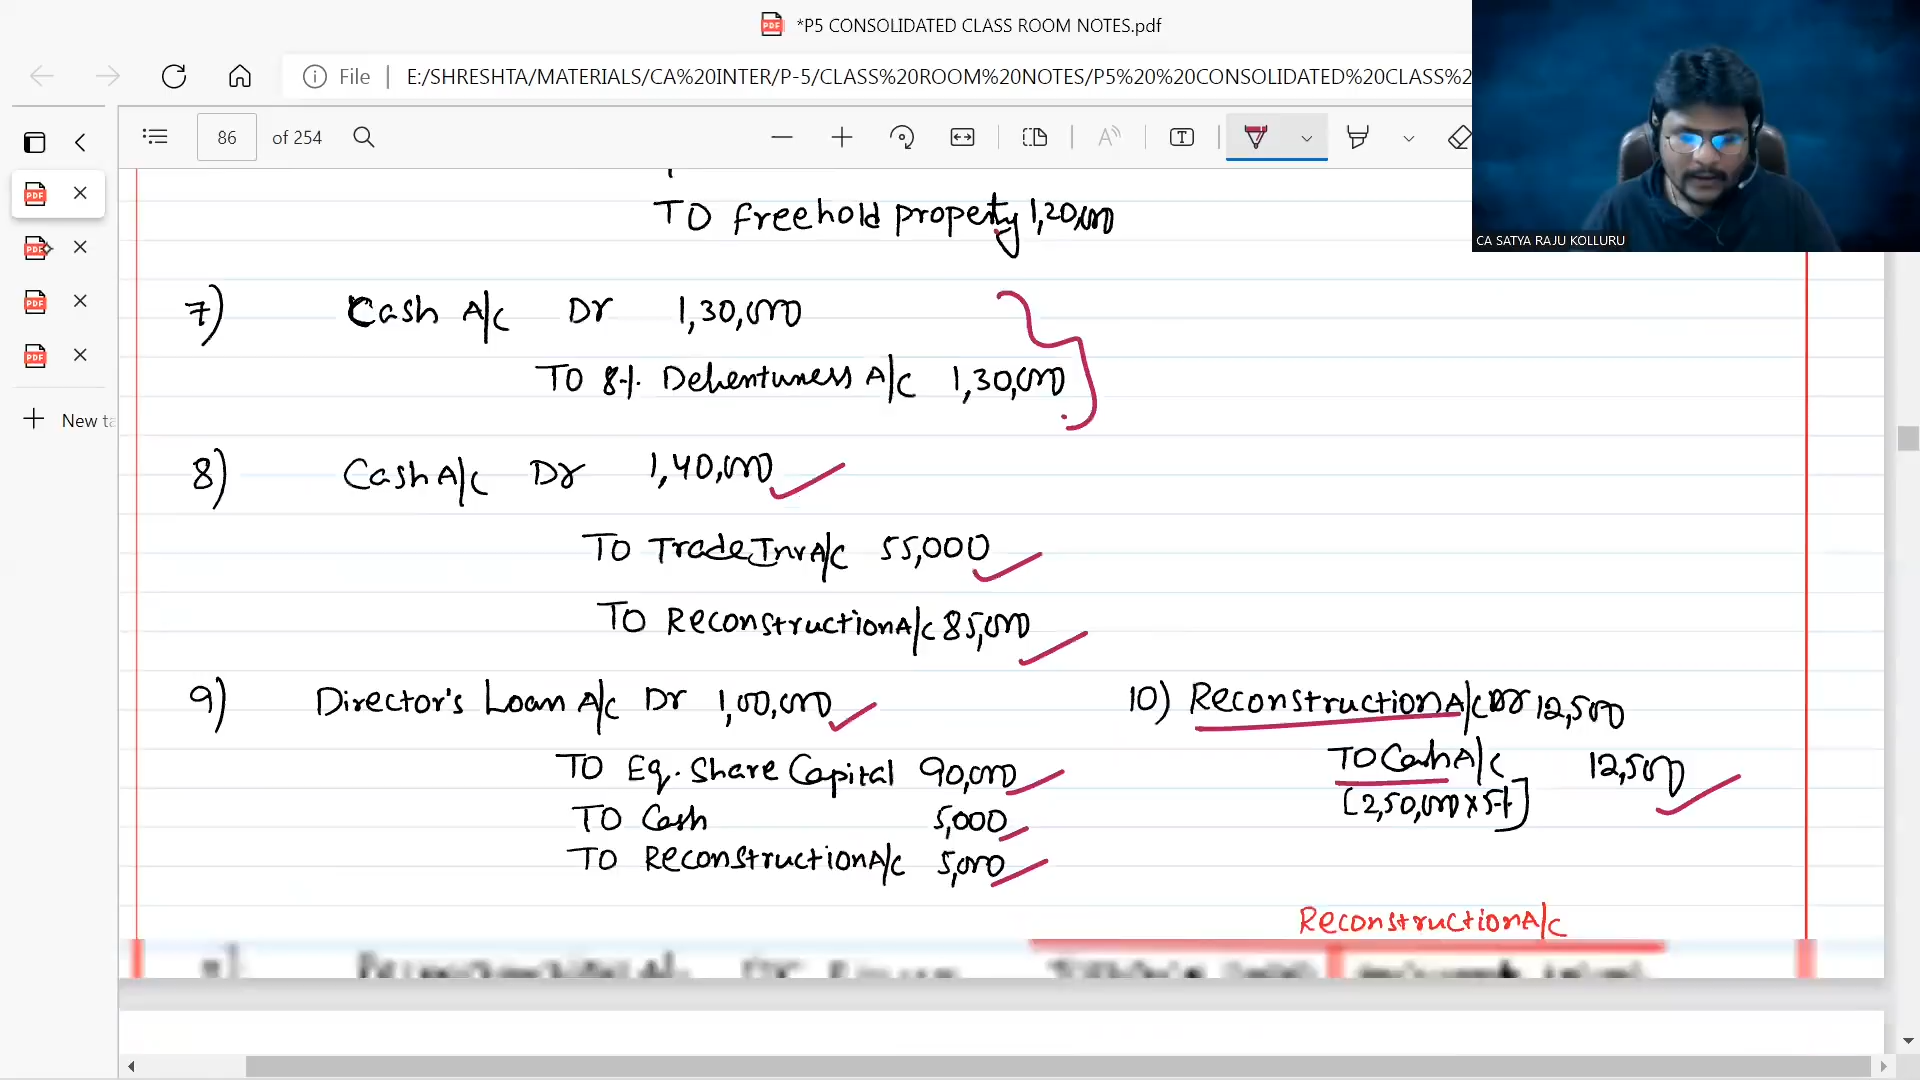 *P5 CONSOLIDATED CLASS ROOM NOTES.pdf
File E:/SHRESHTA/MATERIALS/CA%20INTER/P-5/CLASS%20ROOM%20NOTES/P5%20%20CONSOLIDATED%20CLASS%2
86 of 254
CA SATYA RAJU KOLLURU
New ta
TO freehold property 1,20,000
7) Cash A/c Dr 1,30,000
TO 8%. Debentures A/c 1,30,000
8) Cash A/c Dr 1,40,000
TO Trade Inv A/c 55,000
TO Reconstruction A/c 85,000
9) Director's Loan A/c Dr 1,00,000
TO Eq. Share Capital 90,000
TO Cash 5,000
TO Reconstruction A/c 5,000
10) Reconstruction A/c Dr 12,500
TO Cash A/c 12,500
[2,50,000 x 5%]
Reconstruction A/c